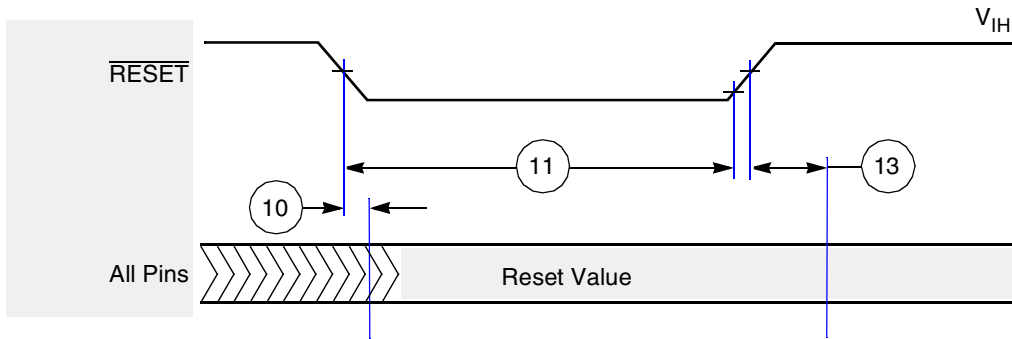 V_IH
RESET
11
13
10
All Pins
Reset Value